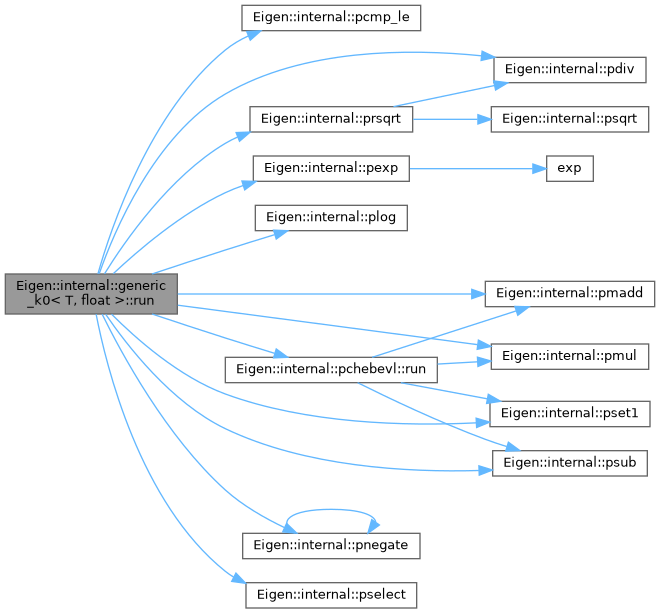 Eigen::internal::pcmp_le
Eigen::internal::pdiv
Eigen::internal::prsqrt
Eigen::internal::psqrt
Eigen::internal::pexp
exp
Eigen::internal::plog
Eigen::internal::generic
_k0< T, float >::run
Eigen::internal::pmadd
Eigen::internal::pmul
Eigen::internal::pchebevl::run
Eigen::internal::pset1
Eigen::internal::psub
Eigen::internal::pnegate
Eigen::internal::pselect